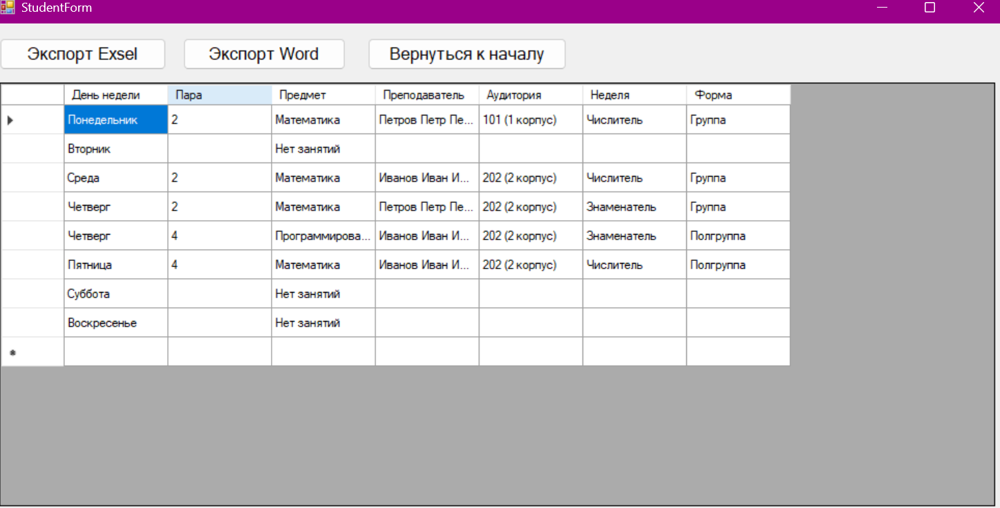 StudentForm
Экспорт Exsel Экспорт Word Вернуться к началу
День недели Пара Предмет Преподаватель Аудитория Неделя Форма
Понедельник 2 Математика Петров Петр Пе... 101 (1 корпус) Числитель Группа
Вторник Нет занятий
Среда 2 Математика Иванов Иван И... 202 (2 корпус) Числитель Группа
Четверг 2 Математика Петров Петр Пе... 202 (2 корпус) Знаменатель Группа
Четверг 4 Программирова... Иванов Иван И... 202 (2 корпус) Знаменатель Полгруппа
Пятница 4 Математика Иванов Иван И... 202 (2 корпус) Числитель Полгруппа
Суббота Нет занятий
Воскресенье Нет занятий